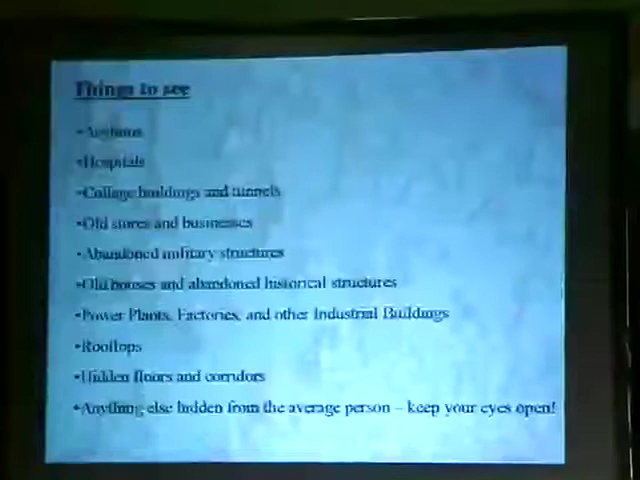 Things to see
•Asylums
•Hospitals
•College buildings and tunnels
•Old stores and businesses
•Abandoned military structures
•Old houses and abandoned historical structures
•Power Plants, Factories, and other Industrial Buildings
•Rooftops
•Hidden floors and corridors
•Anything else hidden from the average person – keep your eyes open!